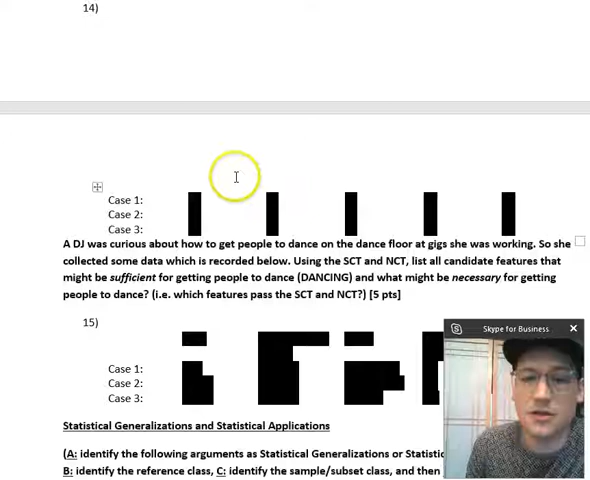 14)
Case 1:
Case 2:
Case 3:
A DJ was curious about how to get people to dance on the dance floor at gigs she was working. So she
collected some data which is recorded below. Using the SCT and NCT, list all candidate features that
might be sufficient for getting people to dance (DANCING) and what might be necessary for getting
people to dance? (i.e. which features pass the SCT and NCT?) [5 pts]
15)
Case 1:
Case 2:
Case 3:
Skype for Business
Statistical Generalizations and Statistical Applications
(A: identify the following arguments as Statistical Generalizations or
B: identify the reference class, C: identify the sample/subset class, and then